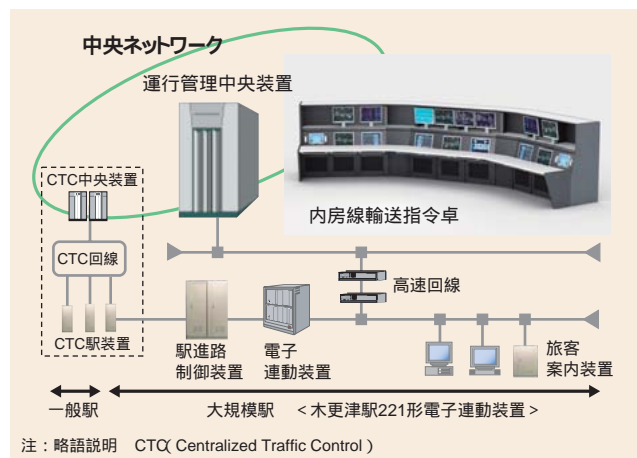 中央ネットワーク
運行管理中央装置
CTC中央装置
内房線輸送指令卓
CTC回線
高速回線
CTC駅装置
駅進路
制御装置
電子
連動装置
旅客
案内装置
一般駅
大規模駅 <木更津駅221形電子連動装置>
注:略語説明 CTC( Centralized Traffic Control )